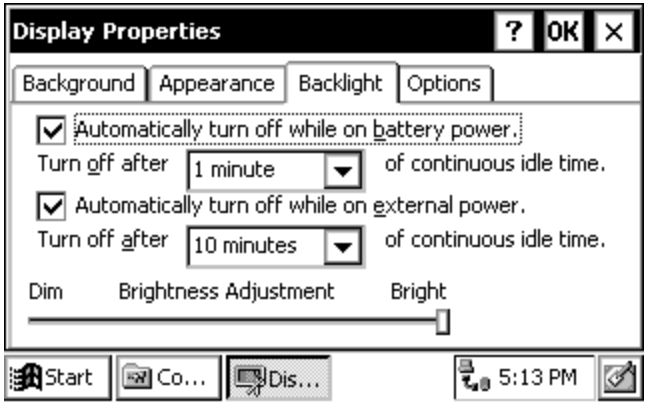 Display Properties ? OK ×
Background Appearance Backlight Options
Automatically turn off while on battery power.
Turn off after 1 minute of continuous idle time.
Automatically turn off while on external power.
Turn off after 10 minutes of continuous idle time.
Dim Brightness Adjustment Bright
Start Co... Dis... 5:13 PM